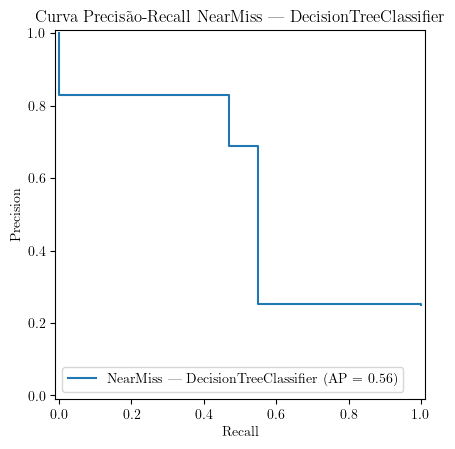 Curva Precisão-Recall NearMiss — DecisionTreeClassifier
1.0
0.8
0.6
0.4
0.2
0.0
Precision
NearMiss — DecisionTreeClassifier (AP = 0.56)
0.0 0.2 0.4 0.6 0.8 1.0
Recall